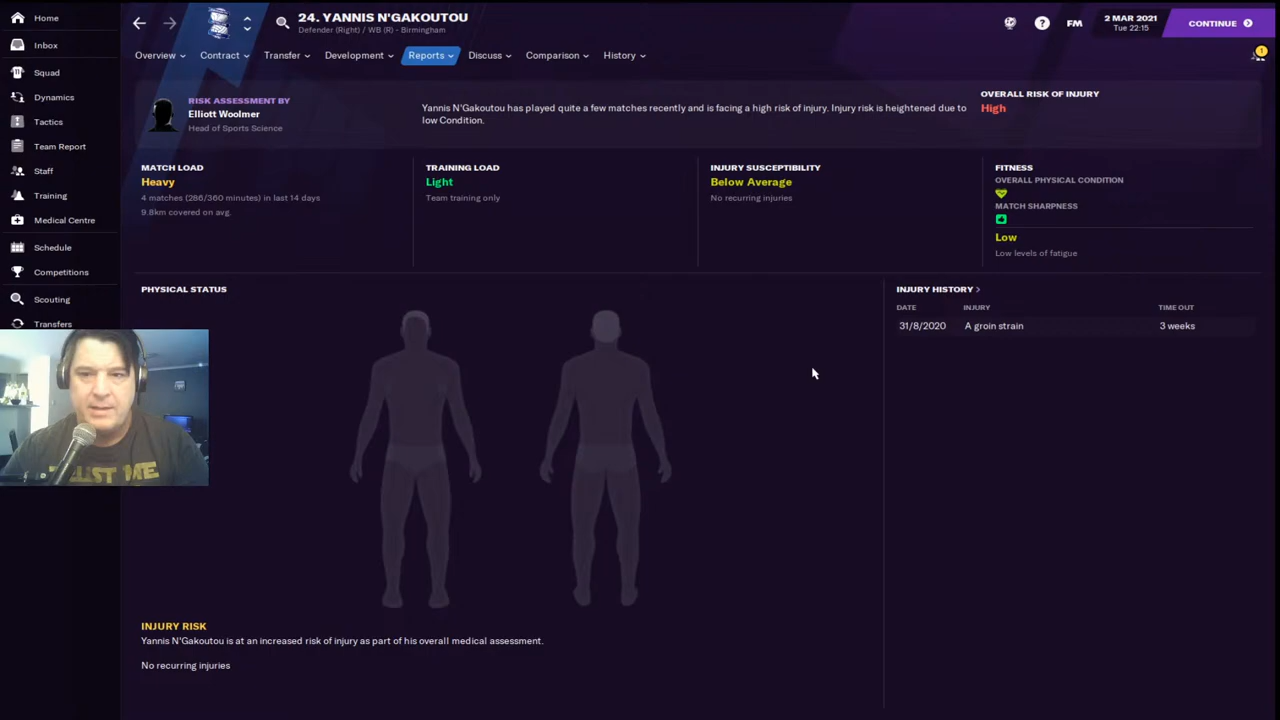 Home
24. YANNIS N'GAKOUTOU
Defender (Right) / WB (R) - Birmingham
FM
2 MAR 2021
Tue 22:15
CONTINUE
Inbox
Squad
Dynamics
Tactics
Team Report
Staff
Training
Medical Centre
Schedule
Competitions
Scouting
Transfers
Overview
Contract
Transfer
Development
Reports
Discuss
Comparison
History
1
RISK ASSESSMENT BY
Elliott Woolmer
Head of Sports Science
Yannis N'Gakoutou has played quite a few matches recently and is facing a high risk of injury. Injury risk is heightened due to
low Condition.
OVERALL RISK OF INJURY
High
MATCH LOAD
Heavy
4 matches (286/360 minutes) in last 14 days
9.8km covered on avg.
TRAINING LOAD
Light
Team training only
INJURY SUSCEPTIBILITY
Below Average
No recurring injuries
FITNESS
OVERALL PHYSICAL CONDITION
MATCH SHARPNESS
Low
Low levels of fatigue
PHYSICAL STATUS
INJURY HISTORY
DATE INJURY TIME OUT
31/8/2020 A groin strain 3 weeks
INJURY RISK
Yannis N'Gakoutou is at an increased risk of injury as part of his overall medical assessment.
No recurring injuries